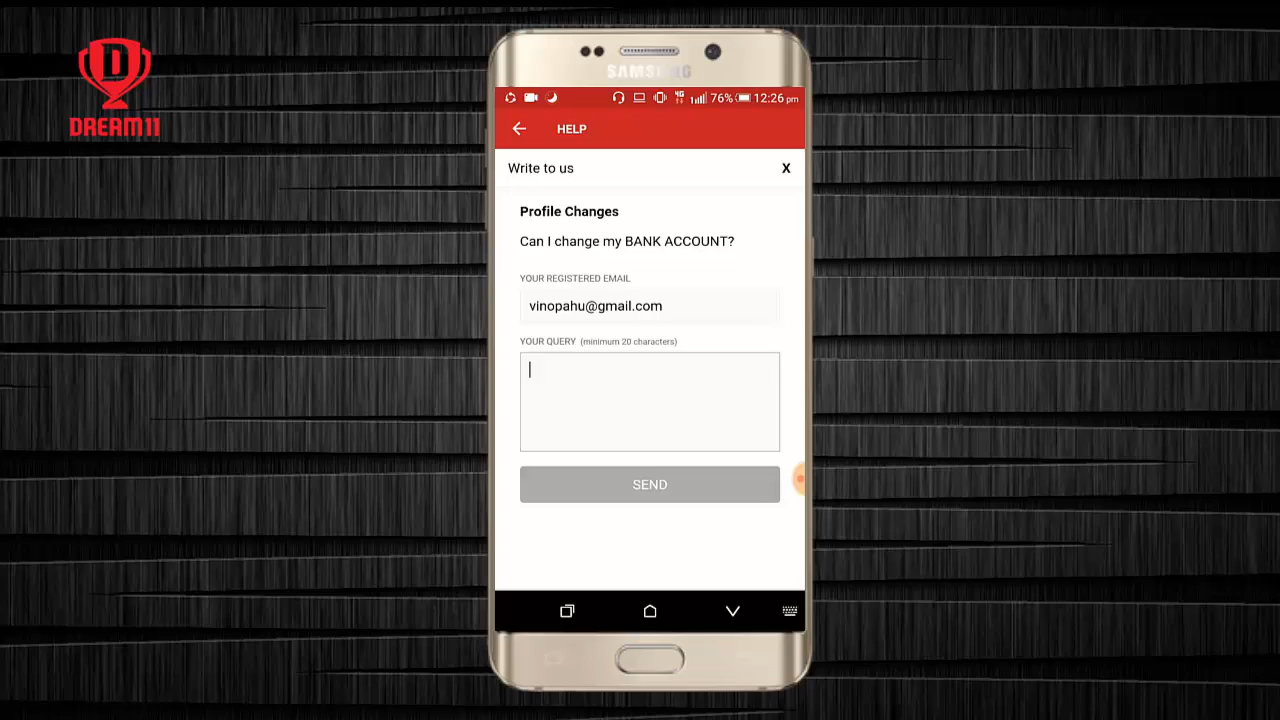 DREAM11
SAMSUNG
4G 76% 12:26 pm
HELP
Write to us X
Profile Changes
Can I change my BANK ACCOUNT?
YOUR REGISTERED EMAIL
vinopahu@gmail.com
YOUR QUERY (minimum 20 characters)
SEND